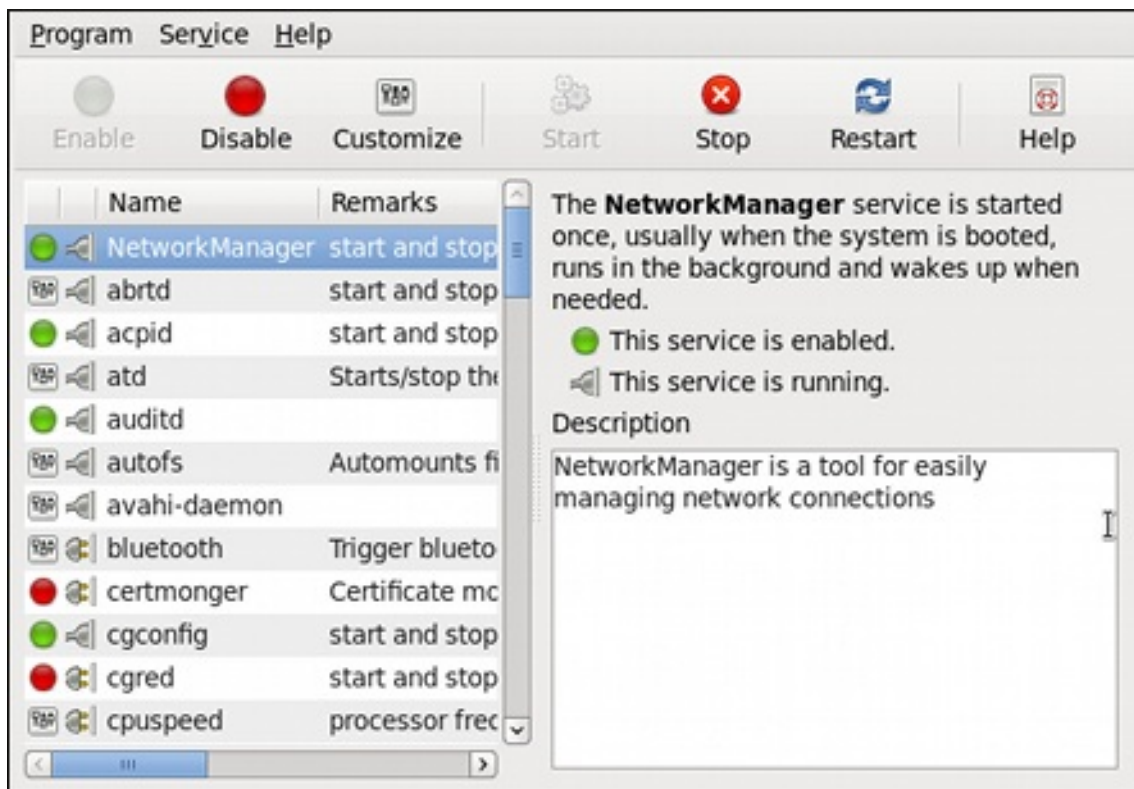 Program Service Help
Enable Disable Customize Start Stop Restart Help
Name Remarks
NetworkManager start and stop
abrtd start and stop
acpid start and stop
atd Starts/stop the
auditd
autofs Automounts fi
avahi-daemon
bluetooth Trigger blueto
certmonger Certificate mo
cgconfig start and stop
cgred start and stop
cpuspeed processor freq
The NetworkManager service is started
once, usually when the system is booted,
runs in the background and wakes up when
needed.
This service is enabled.
This service is running.
Description
NetworkManager is a tool for easily
managing network connections